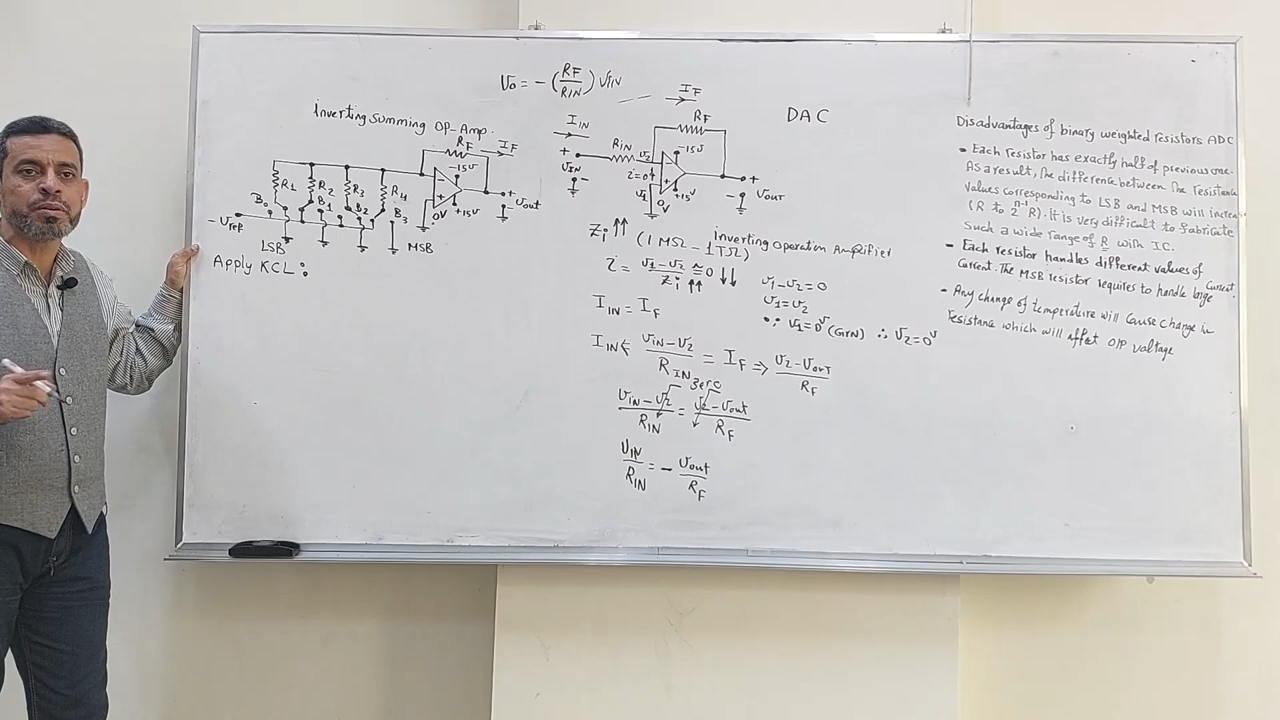 Vo = -(RF/RIN) VIN
Inverting Summing OP-Amp.
RF
IF
-15V
R1
R2
R3
R4
B0
B1
B2
B3
0V
+15V
+
Vout
-
-Vref
LSB
MSB
Apply KCL:
IF
IIN
RF
RIN
+
VIN
-
V2
-15V
i=0
V1
0V
+15V
+
Vout
-
DAC
Zi ↑↑ (1 MΩ - 1TΩ)
Inverting Operation Amplifier
i = (V1-V2)/Zi ↑↑ ≅ 0 ↓↓
V1-V2=0
V1=V2
∵ V1=0V (GrN) ∴ V2=0V
IIN = IF
IIN ⇐ (VIN-V2)/RIN = IF ⇒ (V2-Vout)/RF
zero
(VIN-V2)/RIN = (V2-Vout)/RF
VIN/RIN = - Vout/RF
Disadvantages of binary weighted resistors ADC
• Each resistor has exactly half of previous one.
As a result, The difference between The resistance
values corresponding to LSB and MSB will increa
(R to 2^n-1 R). It is very difficult to fabricate
Such a wide range of R with IC.
• Each resistor handles different values of Current.
Current. The MSB resistor requires to handle large
• Any change of temperature will Cause change in
resistance which will affect O/P voltage